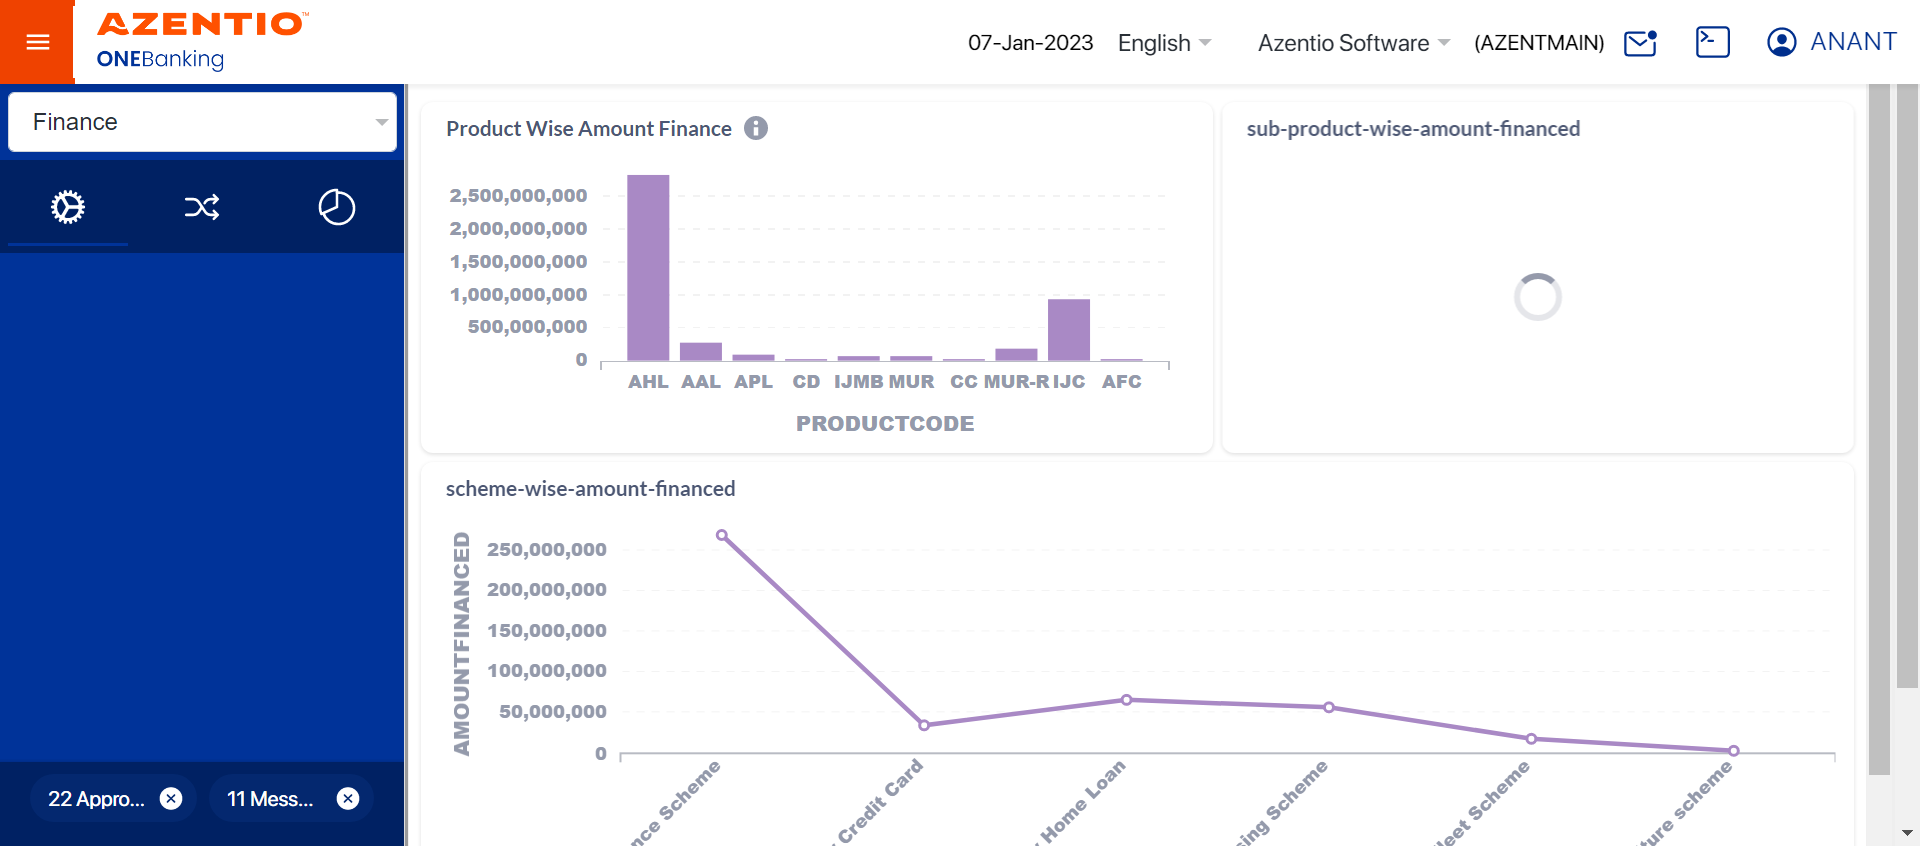 AZENTIO™
ONEBanking
07-Jan-2023
English
Azentio Software
(AZENTMAIN)
ANANT
Finance
22 Appro...
11 Mess...
Product Wise Amount Finance
2,500,000,000
2,000,000,000
1,500,000,000
1,000,000,000
500,000,000
0
AHL AAL APL CD IJMB MUR CC MUR-R IJC AFC
PRODUCTCODE
sub-product-wise-amount-financed
scheme-wise-amount-financed
AMOUNTFINANCED
250,000,000
200,000,000
150,000,000
100,000,000
50,000,000
0
nce Scheme
Credit Card
Home Loan
sing Scheme
leet Scheme
ture scheme